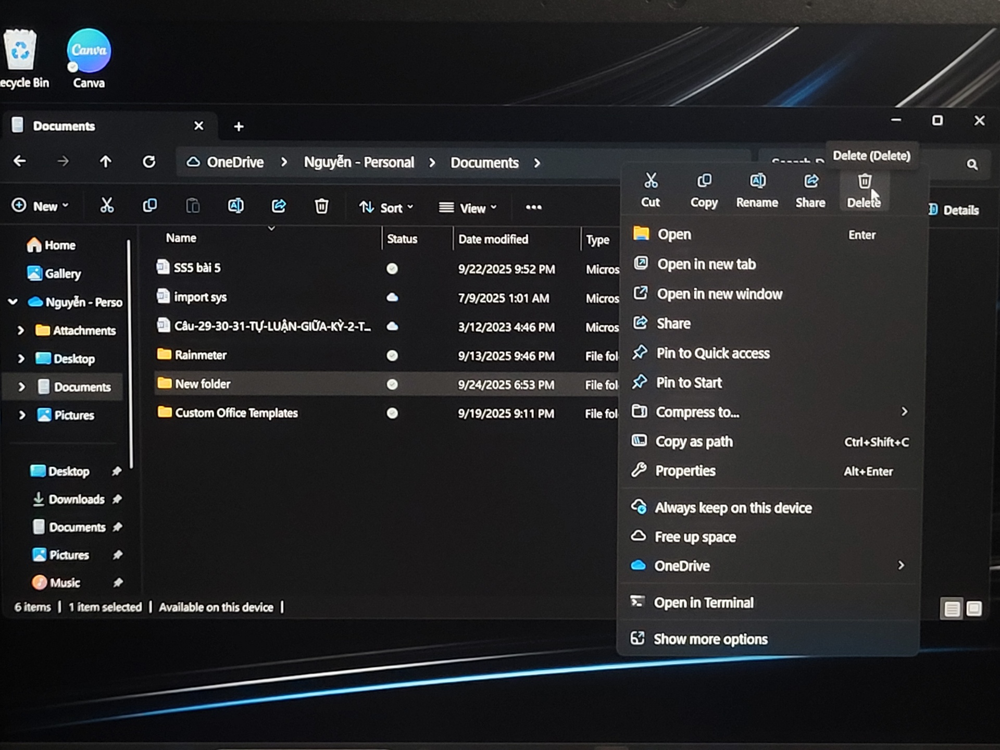 Canva
ecycle Bin
Canva
Documents
OneDrive > Nguyễn - Personal > Documents >
Delete (Delete)
New
Sort
View
Details
Cut
Copy
Rename
Share
Delete
Name
Status
Date modified
Type
SS5 bài 5
9/22/2025 9:52 PM
Micros
import sys
7/9/2025 1:01 AM
Micros
Câu-29-30-31-TỰ-LUẬN-GIỮA-KỲ-2-T...
3/12/2023 4:46 PM
Micros
Rainmeter
9/13/2025 9:46 PM
File fol
New folder
9/24/2025 6:53 PM
File fol
Custom Office Templates
9/19/2025 9:11 PM
File fol
Home
Gallery
Nguyễn - Perso
Attachments
Desktop
Documents
Pictures
Desktop
Downloads
Documents
Pictures
Music
Open Enter
Open in new tab
Open in new window
Share
Pin to Quick access
Pin to Start
Compress to...
Copy as path Ctrl+Shift+C
Properties Alt+Enter
Always keep on this device
Free up space
OneDrive
Open in Terminal
Show more options
6 items | 1 item selected | Available on this device |